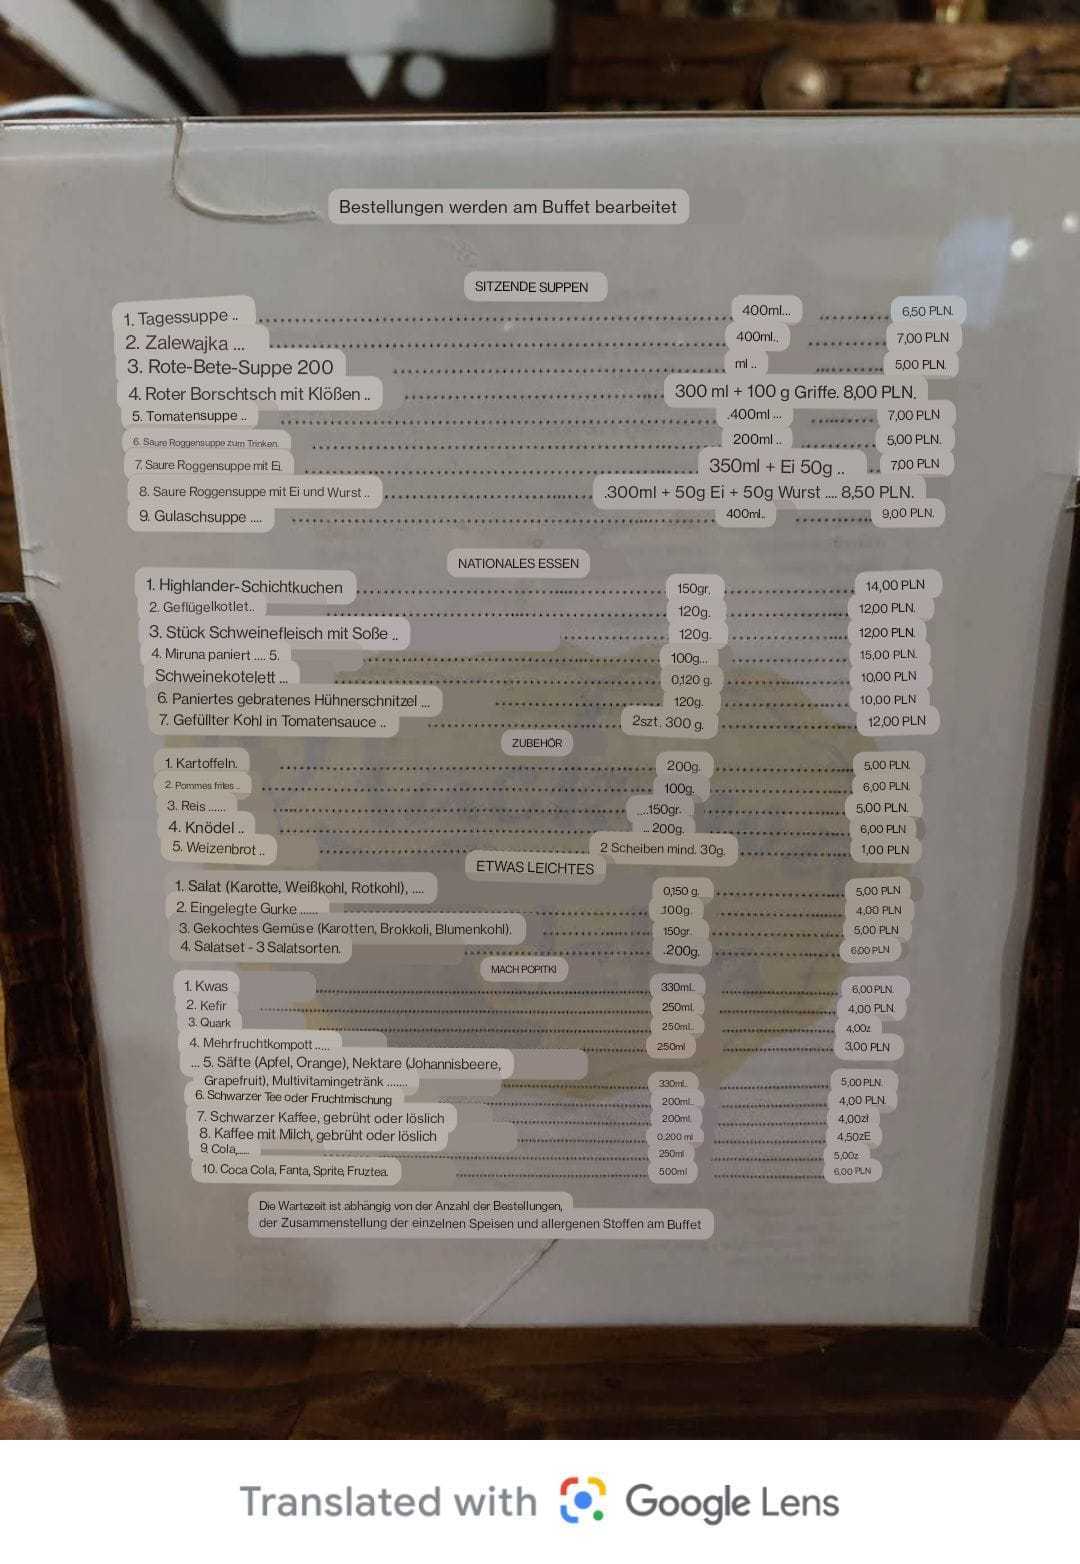 Bestellungen werden am Buffet bearbeitet
SITZENDE SUPPEN
1. Tagessuppe .. 400ml... 6,50 PLN.
2. Zalewajka ... 400ml.. 7,00 PLN
3. Rote-Bete-Suppe 200 ml .. 5,00 PLN.
4. Roter Borschtsch mit Klößen .. 300 ml + 100 g Griffe. 8,00 PLN.
5. Tomatensuppe .. .400ml ... 7,00 PLN
6. Saure Roggensuppe zum Trinken. 200ml .. 5,00 PLN.
7. Saure Roggensuppe mit Ei. 350ml + Ei 50g .. 7,00 PLN
8. Saure Roggensuppe mit Ei und Wurst .. .300ml + 50g Ei + 50g Wurst .... 8,50 PLN.
9. Gulaschsuppe .... 400ml.. 9,00 PLN.
NATIONALES ESSEN
1. Highlander-Schichtkuchen 150gr. 14,00 PLN
2. Geflügelkotlet.. 120g. 12,00 PLN.
3. Stück Schweinefleisch mit Soße .. 120g. 12,00 PLN.
4. Miruna paniert .... 5. 100g... 15,00 PLN
Schweinekotelett ... 0,120 g. 10,00 PLN
6. Paniertes gebratenes Hühnerschnitzel ... 120g. 10,00 PLN
7. Gefüllter Kohl in Tomatensauce .. 2szt. 300 g. 12,00 PLN
ZUBEHÖR
1. Kartoffeln. 200g. 5,00 PLN.
2. Pommes frites .. 100g. 6,00 PLN.
3. Reis ...... ....150gr. 5,00 PLN.
4. Knödel .. ... 200g. 6,00 PLN
5. Weizenbrot .. 2 Scheiben mind. 30g. 1,00 PLN
ETWAS LEICHTES
1. Salat (Karotte, Weißkohl, Rotkohl), .... 0,150 g. 5,00 PLN
2. Eingelegte Gurke ...... .100g. 4,00 PLN
3. Gekochtes Gemüse (Karotten, Brokkoli, Blumenkohl). 150gr. 5,00 PLN
4. Salatset - 3 Salatsorten. .200g. 6,00 PLN
MACH POPITKI
1. Kwas 330ml. 6,00 PLN.
2. Kefir 250ml. 4,00 PLN.
3. Quark 250ml.. 4,00z
4. Mehrfruchtkompott ..... 250ml 3,00 PLN
... 5. Säfte (Apfel, Orange), Nektare (Johannisbeere,
Grapefruit), Multivitamingetränk ....... 330ml.. 5,00 PLN.
6. Schwarzer Tee oder Fruchtmischung 200ml.. 4,00 PLN.
7. Schwarzer Kaffee, gebrüht oder löslich 200ml. 4,00zł
8. Kaffee mit Milch, gebrüht oder löslich 0,200 ml 4,50zE
9. Cola,..... 250ml 5,00z
10. Coca Cola, Fanta, Sprite, Fruztea. 500ml 6,00 PLN
Die Wartezeit ist abhängig von der Anzahl der Bestellungen,
der Zusammenstellung der einzelnen Speisen und allergenen Stoffen am Buffet
Translated with Google Lens